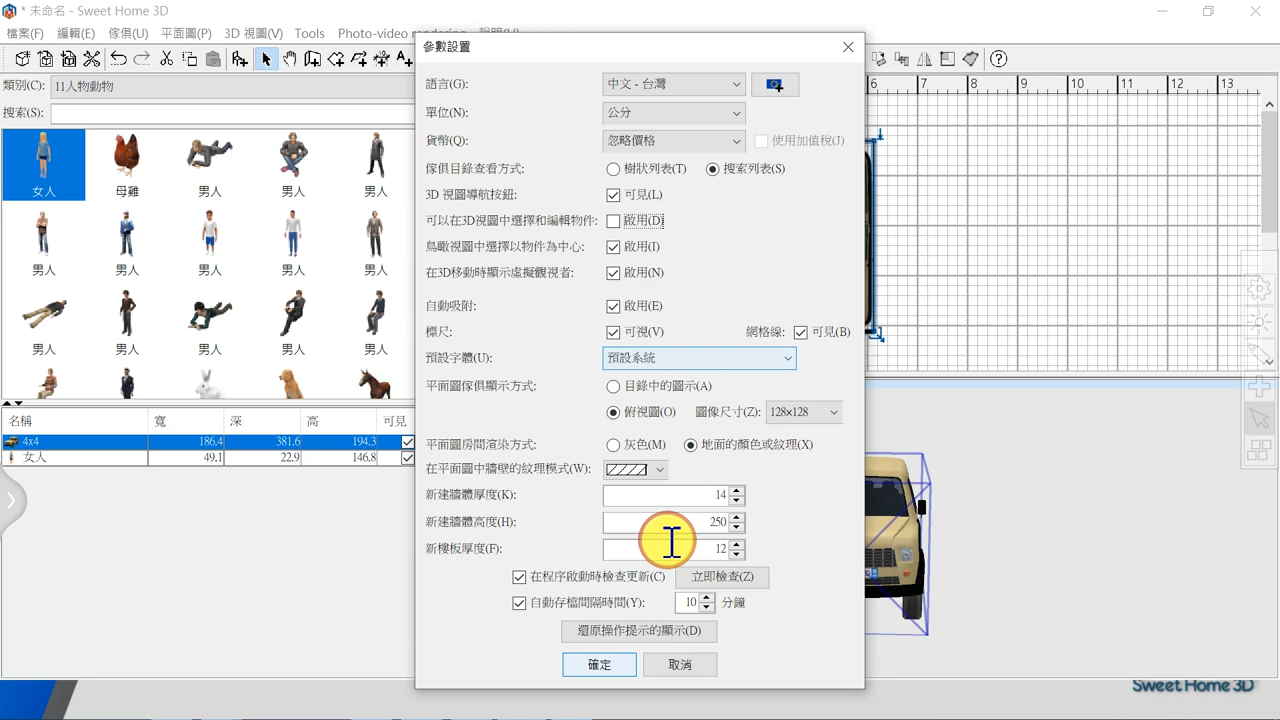 * 未命名 - Sweet Home 3D
檔案(F) 編輯(E) 傢俱(U) 平面圖(P) 3D 視圖(V) Tools Photo-video rendering 說明(H)
類別(C): 11人物動物
搜索(S):
女人 母雞 男人 男人 男人
男人 男人 男人 男人 男人
男人 男人 男人 男人 男人
名稱 寬 深 高 可見
4x4 186.4 381.6 194.3
女人 49.1 22.9 146.8
參數設置
語言(G): 中文 - 台灣
單位(N): 公分
貨幣(Q): 忽略價格 使用加值稅(J)
傢俱目錄查看方式: 樹狀列表(T) 搜索列表(S)
3D 視圖導航按鈕: 可見(L)
可以在3D視圖中選擇和編輯物件: 啟用(D)
鳥瞰視圖中選擇以物件為中心: 啟用(I)
在3D移動時顯示虛擬觀視者: 啟用(N)
自動吸附: 啟用(E)
標尺: 可視(V) 網格線: 可見(B)
預設字體(U): 預設系統
平面圖傢俱顯示方式: 目錄中的圖示(A)
俯視圖(O) 圖像尺寸(Z): 128x128
平面圖房間渲染方式: 灰色(M) 地面的顏色或紋理(X)
在平面圖中牆壁的紋理模式(W):
新建牆體厚度(K): 14
新建牆體高度(H): 250
新樓板厚度(F): 12
在程序啟動時檢查更新(C) 立即檢查(Z)
自動存檔間隔時間(Y): 10 分鐘
還原操作提示的顯示(D)
確定 取消
6 7 8 9 10 11 12 13
Sweet Home 3D